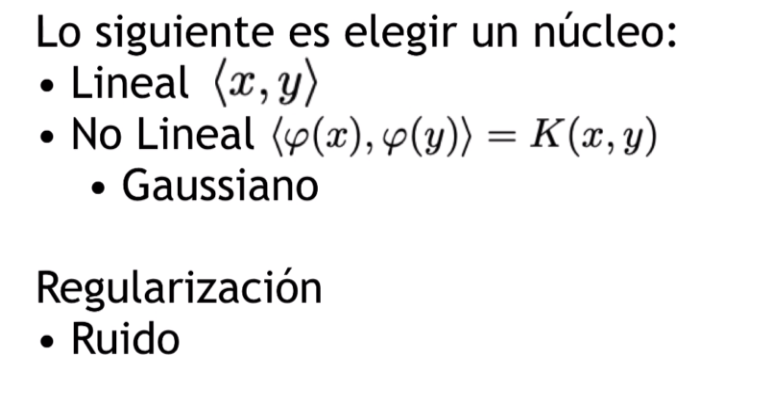 Lo siguiente es elegir un núcleo:
• Lineal ⟨x, y⟩
• No Lineal ⟨φ(x), φ(y)⟩ = K(x, y)
• Gaussiano
Regularización
• Ruido